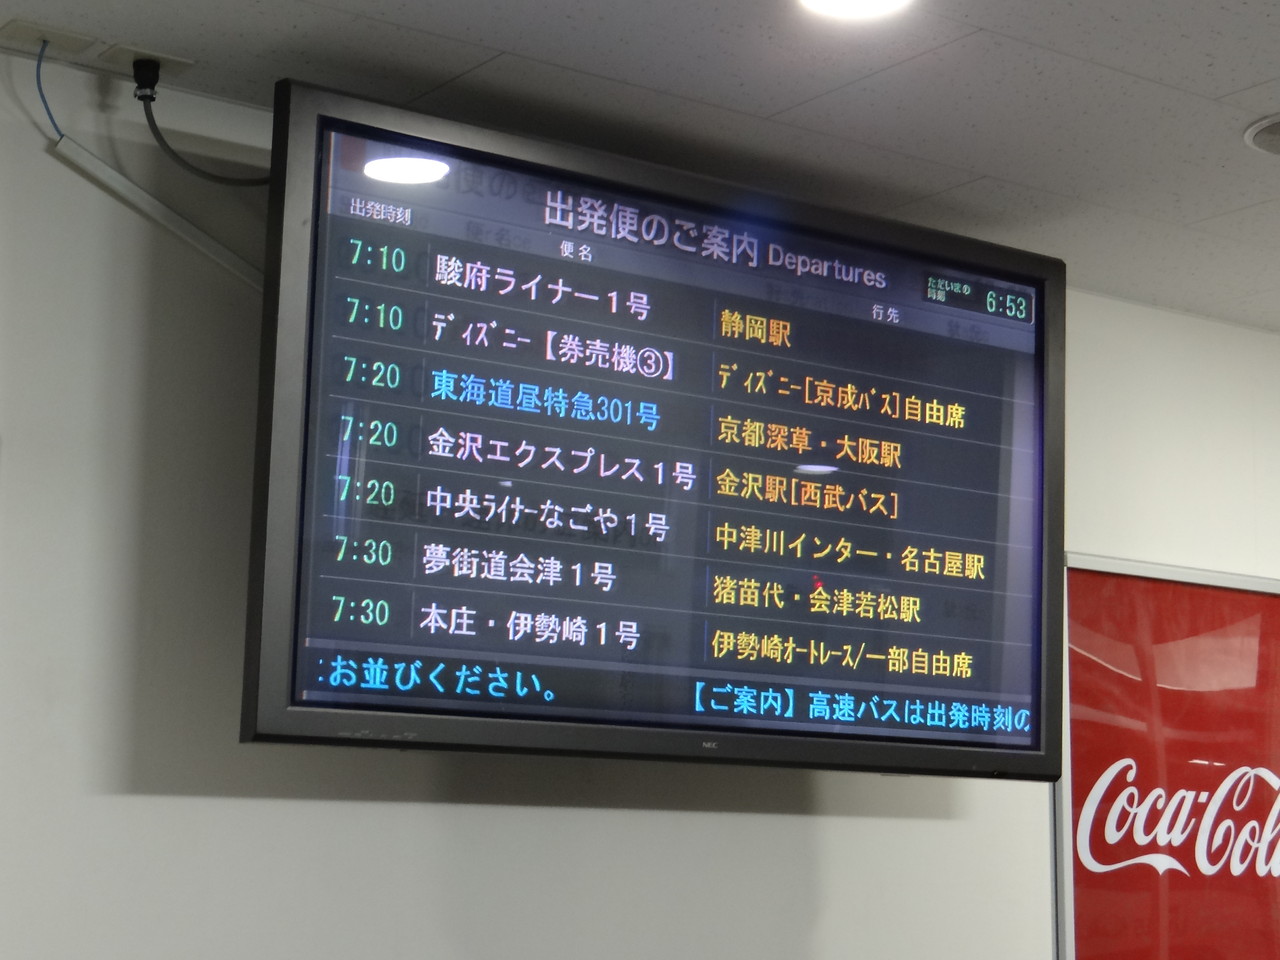 出発便のご案内 Departures
ただいまの時刻 6:53
出発時刻 便名 行先
7:10 駿府ライナー1号 静岡駅
7:10 ディズニー【券売機③】 ディズニー[京成バス]自由席
7:20 東海道昼特急301号 京都深草・大阪駅
7:20 金沢エクスプレス1号 金沢駅[西武バス]
7:20 中央ライナーなごや1号 中津川インター・名古屋駅
7:30 夢街道会津1号 猪苗代・会津若松駅
7:30 本庄・伊勢崎1号 伊勢崎オートレース/一部自由席
お並びください。 【ご案内】高速バスは出発時刻の
NEC
Coca-Cola